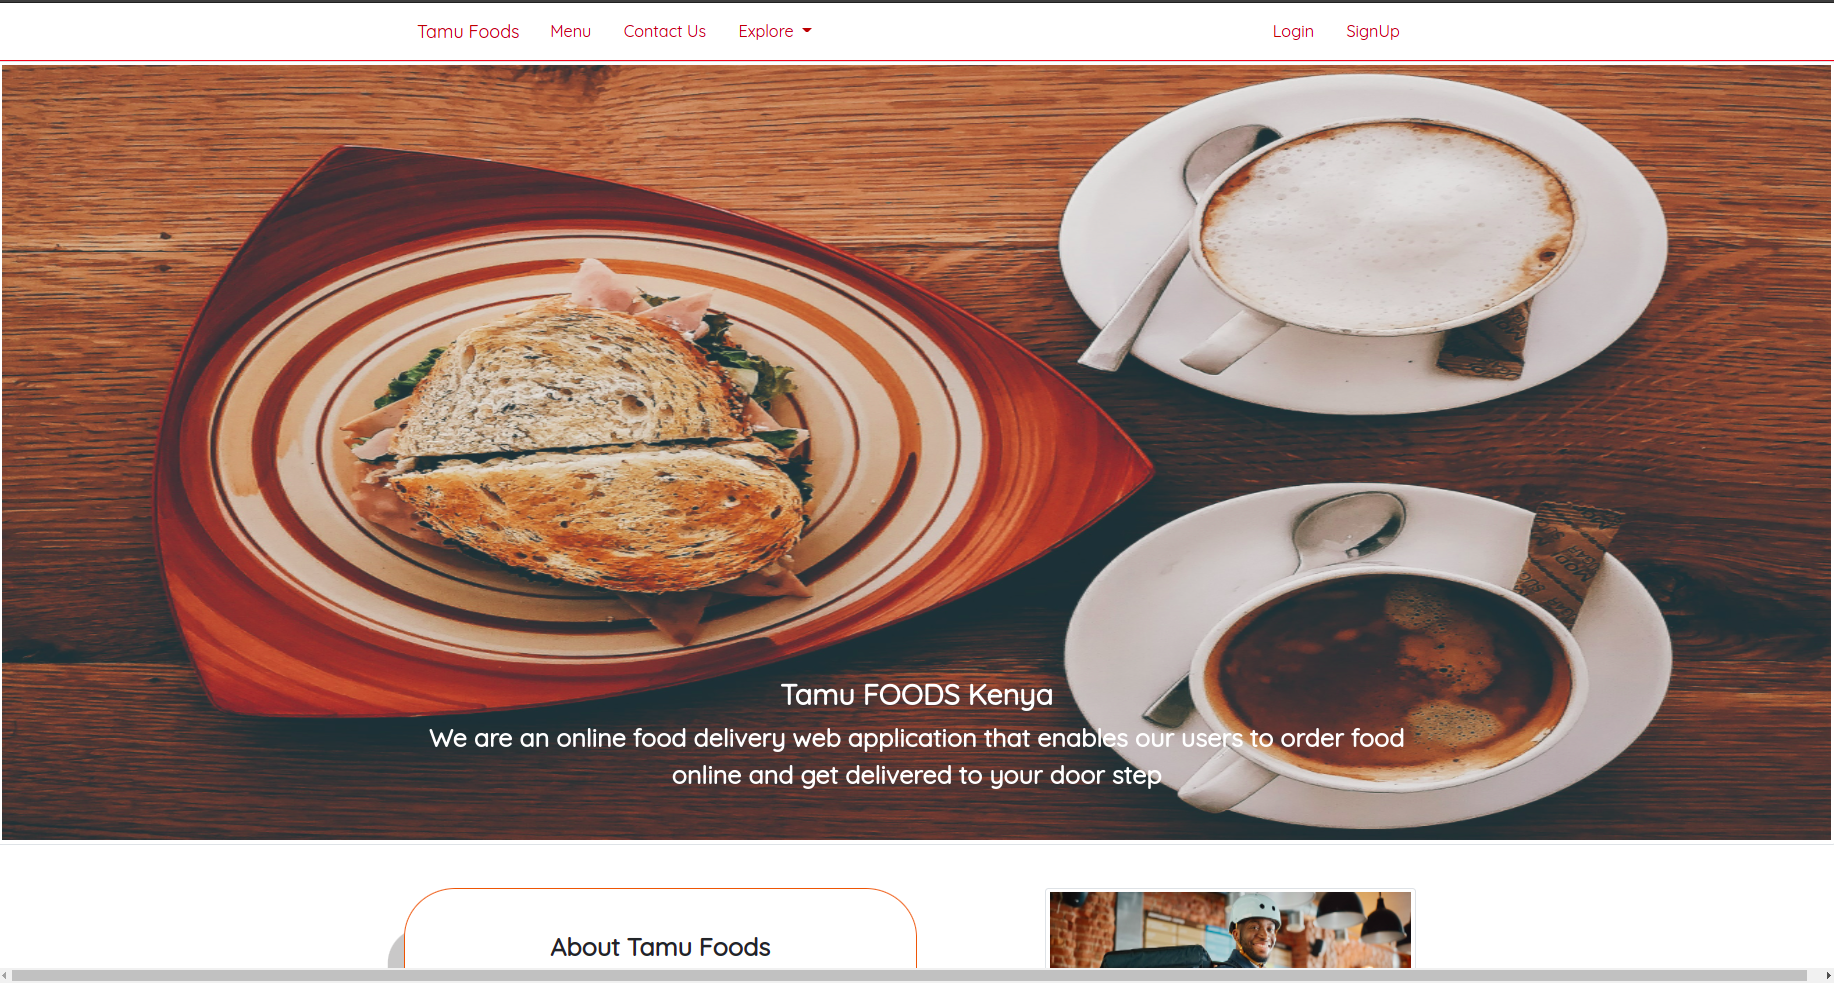 Tamu Foods Menu Contact Us Explore Login SignUp
Tamu FOODS Kenya
We are an online food delivery web application that enables our users to order food
online and get delivered to your door step
About Tamu Foods